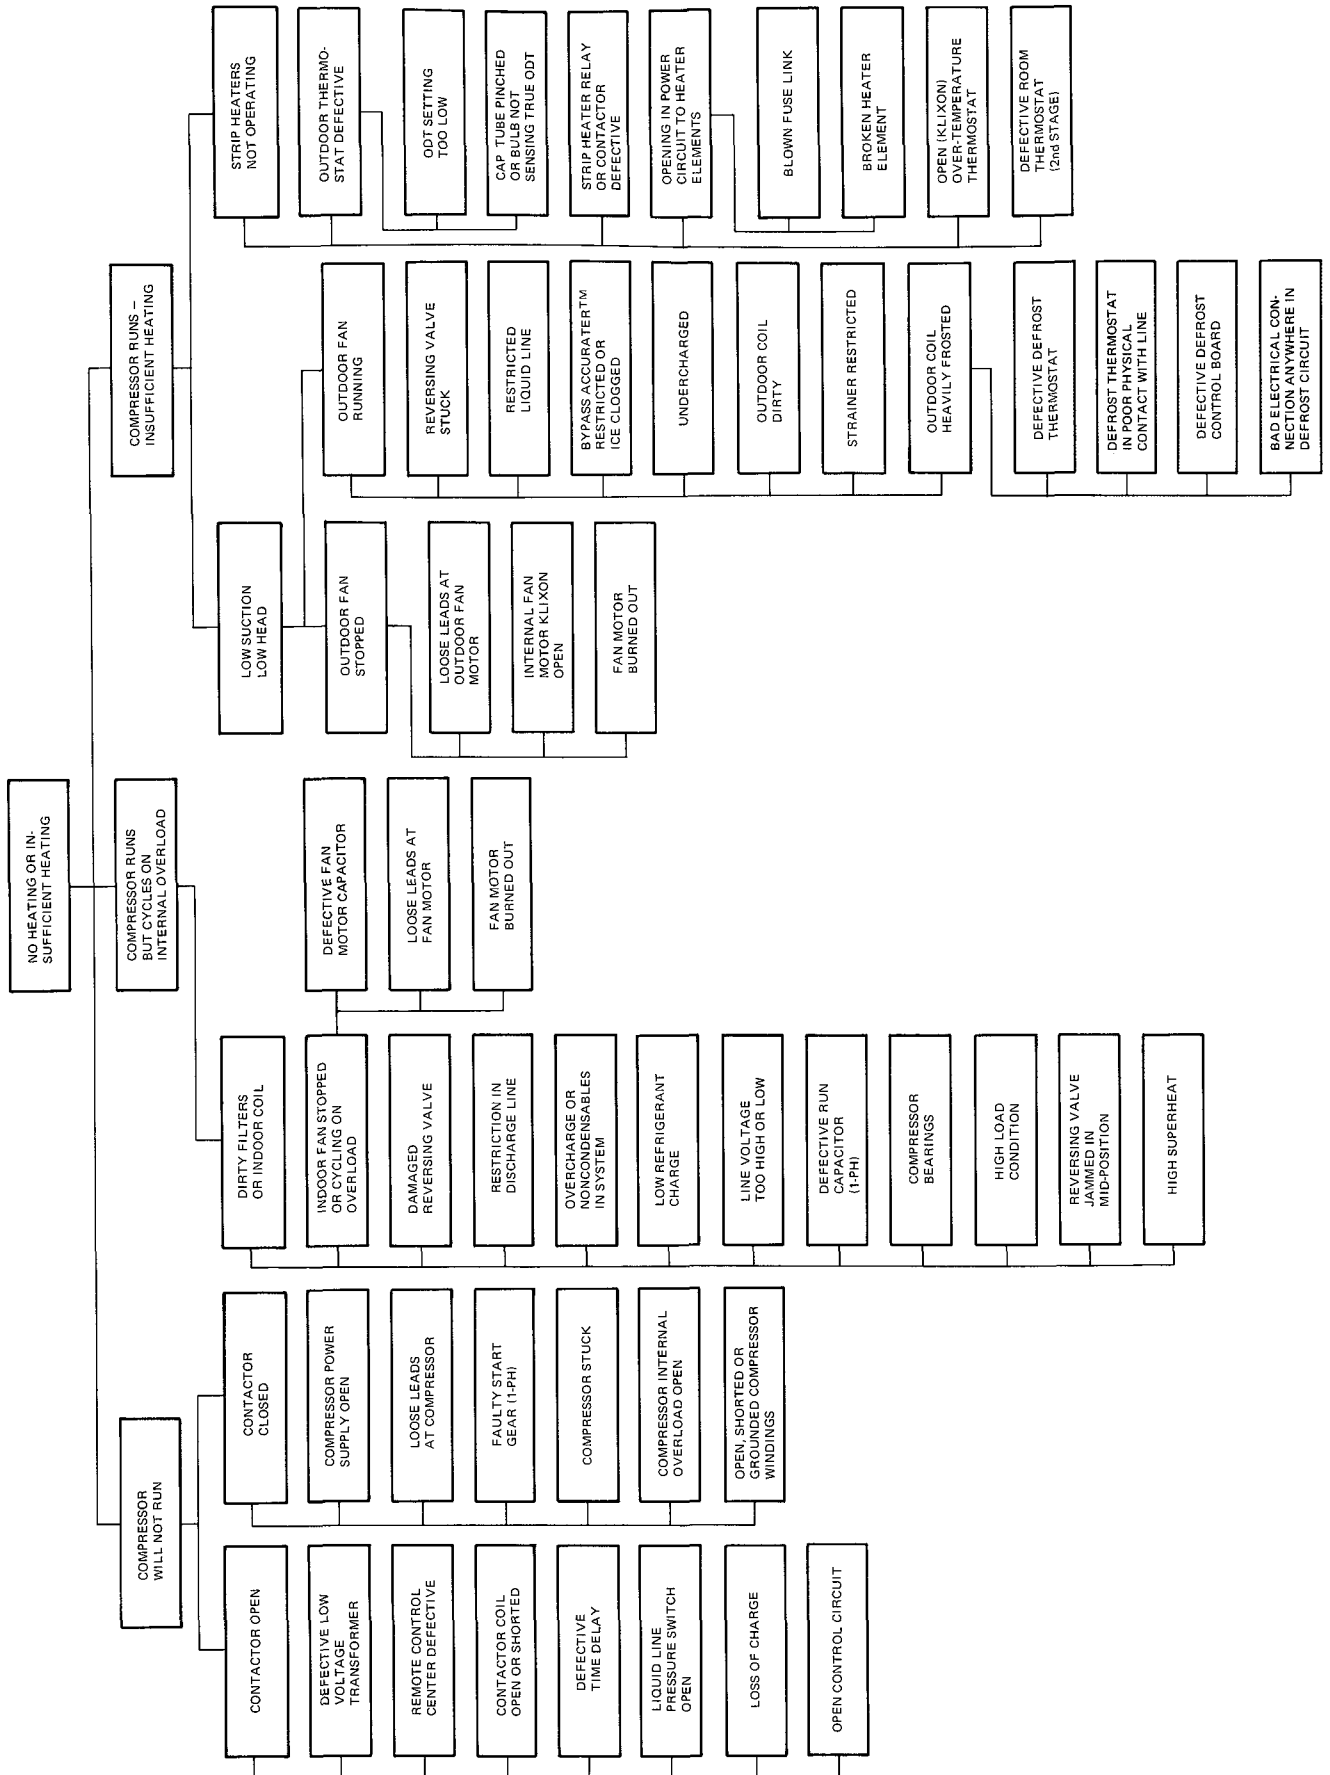 NO HEATING OR IN-
SUFFICIENT HEATING
COMPRESSOR
WILL NOT RUN
CONTACTOR OPEN
DEFECTIVE LOW
VOLTAGE
TRANSFORMER
REMOTE CONTROL
CENTER DEFECTIVE
CONTACTOR COIL
OPEN OR SHORTED
DEFECTIVE
TIME DELAY
LIQUID LINE
PRESSURE SWITCH
OPEN
LOSS OF CHARGE
OPEN CONTROL CIRCUIT
CONTACTOR
CLOSED
COMPRESSOR POWER
SUPPLY OPEN
LOOSE LEADS
AT COMPRESSOR
FAULTY START
GEAR (1-PH)
COMPRESSOR STUCK
COMPRESSOR INTERNAL
OVERLOAD OPEN
OPEN, SHORTED OR
GROUNDED COMPRESSOR
WINDINGS
COMPRESSOR RUNS
BUT CYCLES ON
INTERNAL OVERLOAD
DIRTY FILTERS
OR INDOOR COIL
INDOOR FAN STOPPED
OR CYCLING ON
OVERLOAD
DEFECTIVE FAN
MOTOR CAPACITOR
LOOSE LEADS AT
FAN MOTOR
FAN MOTOR
BURNED OUT
DAMAGED
REVERSING VALVE
RESTRICTION IN
DISCHARGE LINE
OVERCHARGE OR
NONCONDENSABLES
IN SYSTEM
LOW REFRIGERANT
CHARGE
LINE VOLTAGE
TOO HIGH OR LOW
DEFECTIVE RUN
CAPACITOR
(1-PH)
COMPRESSOR
BEARINGS
HIGH LOAD
CONDITION
REVERSING VALVE
JAMMED IN
MID-POSITION
HIGH SUPERHEAT
COMPRESSOR RUNS –
INSUFFICIENT HEATING
LOW SUCTION
LOW HEAD
OUTDOOR FAN
STOPPED
LOOSE LEADS AT
OUTDOOR FAN
MOTOR
INTERNAL FAN
MOTOR KLIXON
OPEN
FAN MOTOR
BURNED OUT
OUTDOOR FAN
RUNNING
REVERSING VALVE
STUCK
RESTRICTED
LIQUID LINE
BYPASS ACCURATER™
RESTRICTED OR
ICE CLOGGED
UNDERCHARGED
OUTDOOR COIL
DIRTY
STRAINER RESTRICTED
OUTDOOR COIL
HEAVILY FROSTED
DEFECTIVE DEFROST
THERMOSTAT
DEFROST THERMOSTAT
IN POOR PHYSICAL
CONTACT WITH LINE
DEFECTIVE DEFROST
CONTROL BOARD
BAD ELECTRICAL CON-
NECTION ANYWHERE IN
DEFROST CIRCUIT
STRIP HEATERS
NOT OPERATING
OUTDOOR THERMO-
STAT DEFECTIVE
ODT SETTING
TOO LOW
CAP TUBE PINCHED
OR BULB NOT
SENSING TRUE ODT
STRIP HEATER RELAY
OR CONTACTOR
DEFECTIVE
OPENING IN POWER
CIRCUIT TO HEATER
ELEMENTS
BLOWN FUSE LINK
BROKEN HEATER
ELEMENT
OPEN (KLIXON)
OVER-TEMPERATURE
THERMOSTAT
DEFECTIVE ROOM
THERMOSTAT
(2nd STAGE)